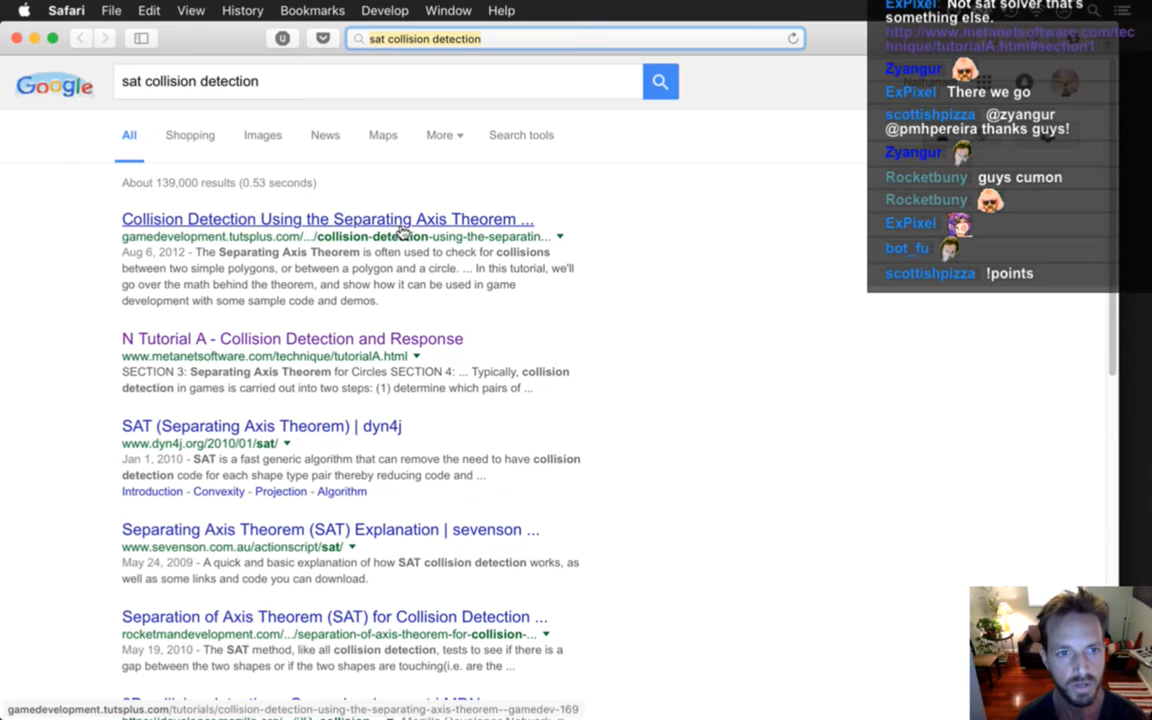 Safari File Edit View History Bookmarks Develop Window Help
sat collision detection
Google
sat collision detection
All Shopping Images News Maps More Search tools
About 139,000 results (0.53 seconds)
Collision Detection Using the Separating Axis Theorem ...
gamedevelopment.tutsplus.com/.../collision-detection-using-the-separatin...
Aug 6, 2012 - The Separating Axis Theorem is often used to check for collisions
between two simple polygons, or between a polygon and a circle. ... In this tutorial, we'll
go over the math behind the theorem, and show how it can be used in game
development with some sample code and demos.
N Tutorial A - Collision Detection and Response
www.metanetsoftware.com/technique/tutorialA.html
SECTION 3: Separating Axis Theorem for Circles SECTION 4: ... Typically, collision
detection in games is carried out into two steps: (1) determine which pairs of ...
SAT (Separating Axis Theorem) | dyn4j
www.dyn4j.org/2010/01/sat/
Jan 1, 2010 - SAT is a fast generic algorithm that can remove the need to have collision
detection code for each shape type pair thereby reducing code and ...
Introduction - Convexity - Projection - Algorithm
Separating Axis Theorem (SAT) Explanation | sevenson ...
www.sevenson.com.au/actionscript/sat/
May 24, 2009 - A quick and basic explanation of how SAT collision detection works, as
well as some links and code you can download.
Separation of Axis Theorem (SAT) for Collision Detection ...
rocketmandevelopment.com/.../separation-of-axis-theorem-for-collision-...
May 19, 2010 - The SAT method, like all collision detection, tests to see if there is a
gap between the two shapes or if the two shapes are touching(i.e. are the ...
gamedevelopment.tutsplus.com/tutorials/collision-detection-using-the-separating-axis-theorem--gamedev-169
ExPixel Not sat solver that's
something else.
http://www.metanetsoftware.com/tec
hnique/tutorialA.html#section1
Zyangur
ExPixel There we go
scottishpizza @zyangur
@pmhpereira thanks guys!
Zyangur
Rocketbuny guys cumon
Rocketbuny
ExPixel
bot_fu
scottishpizza !points